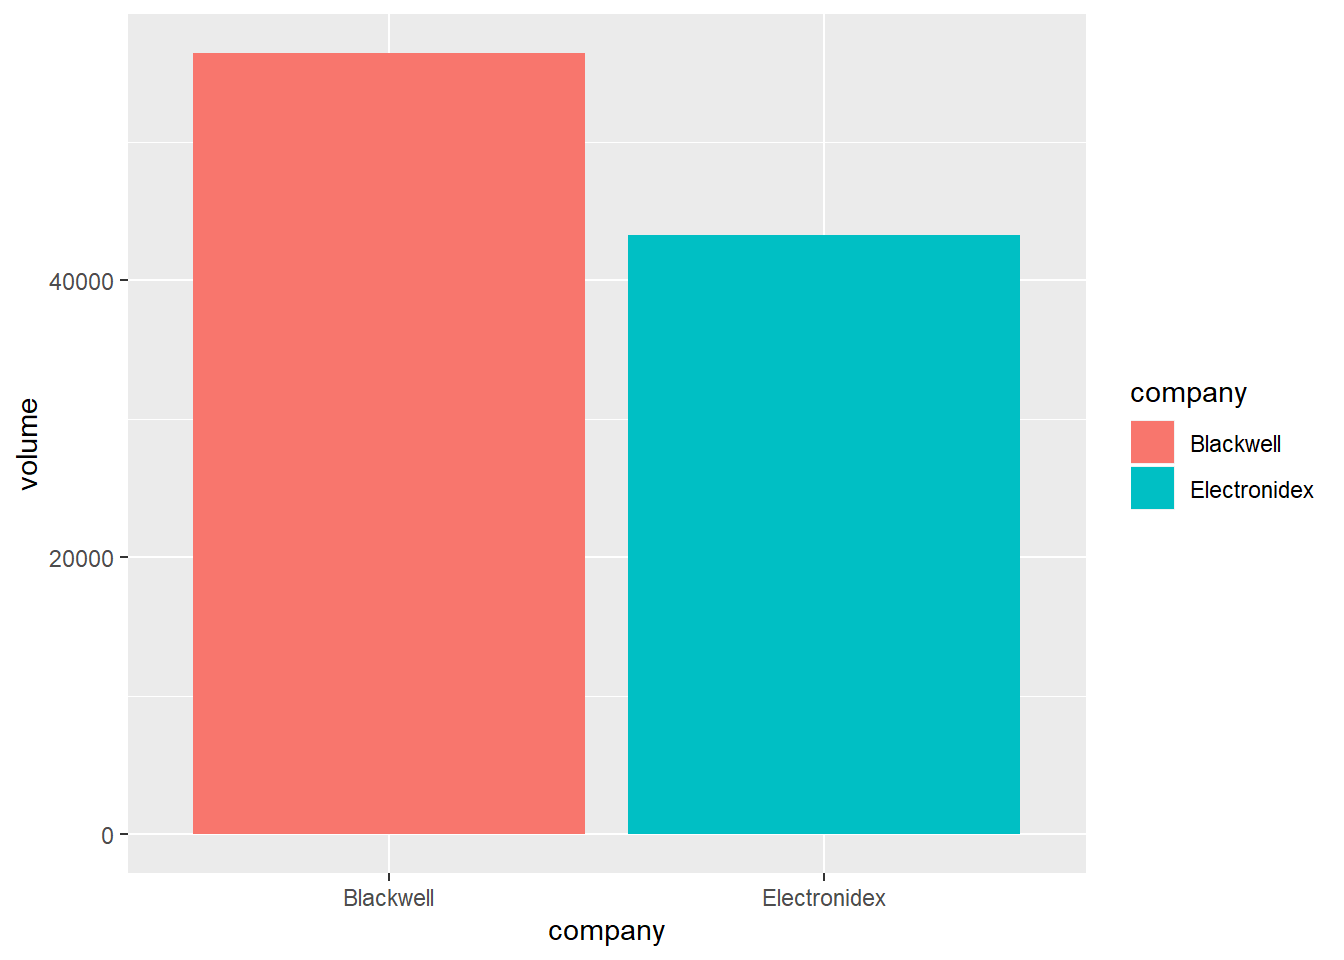 volume
40000
20000
0
Blackwell
Electronidex
company
company
Blackwell
Electronidex